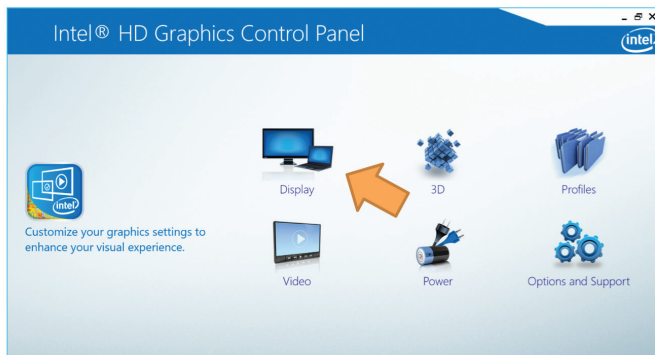 Intel® HD Graphics Control Panel
intel
Display
3D
Profiles
intel
Customize your graphics settings to
enhance your visual experience.
Video
Power
Options and Support